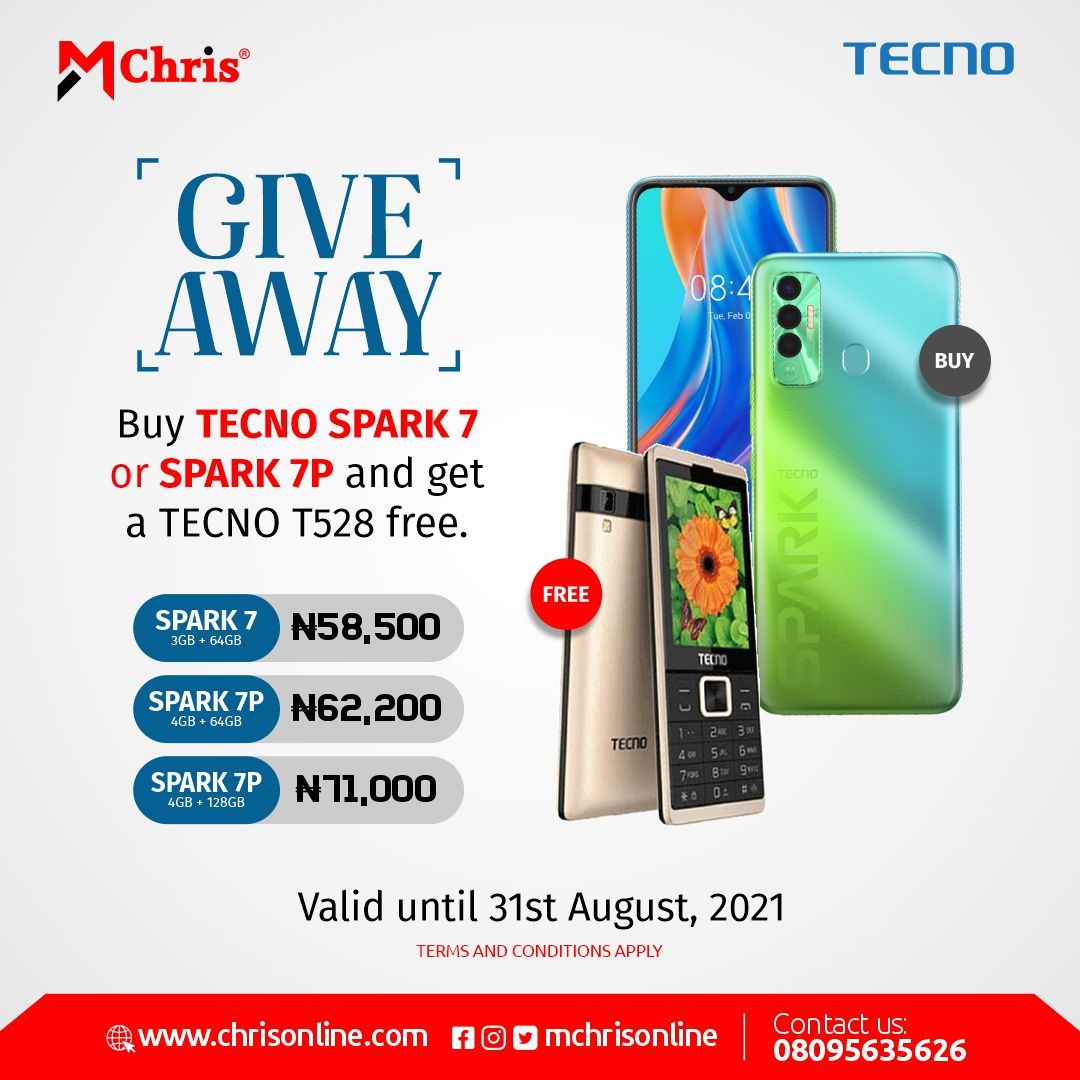 MChris®
TECNO
GIVE
AWAY
Buy TECNO SPARK 7
or SPARK 7P and get
a TECNO T528 free.
SPARK 7
3GB + 64GB
₦58,500
SPARK 7P
4GB + 64GB
₦62,200
SPARK 7P
4GB + 128GB
₦71,000
08:4
Tue, Feb 0
BUY
TECNO
SPARK
FREE
TECNO
TECNO
Valid until 31st August, 2021
TERMS AND CONDITIONS APPLY
www.chrisonline.com
mchrisonline
Contact us:
08095635626